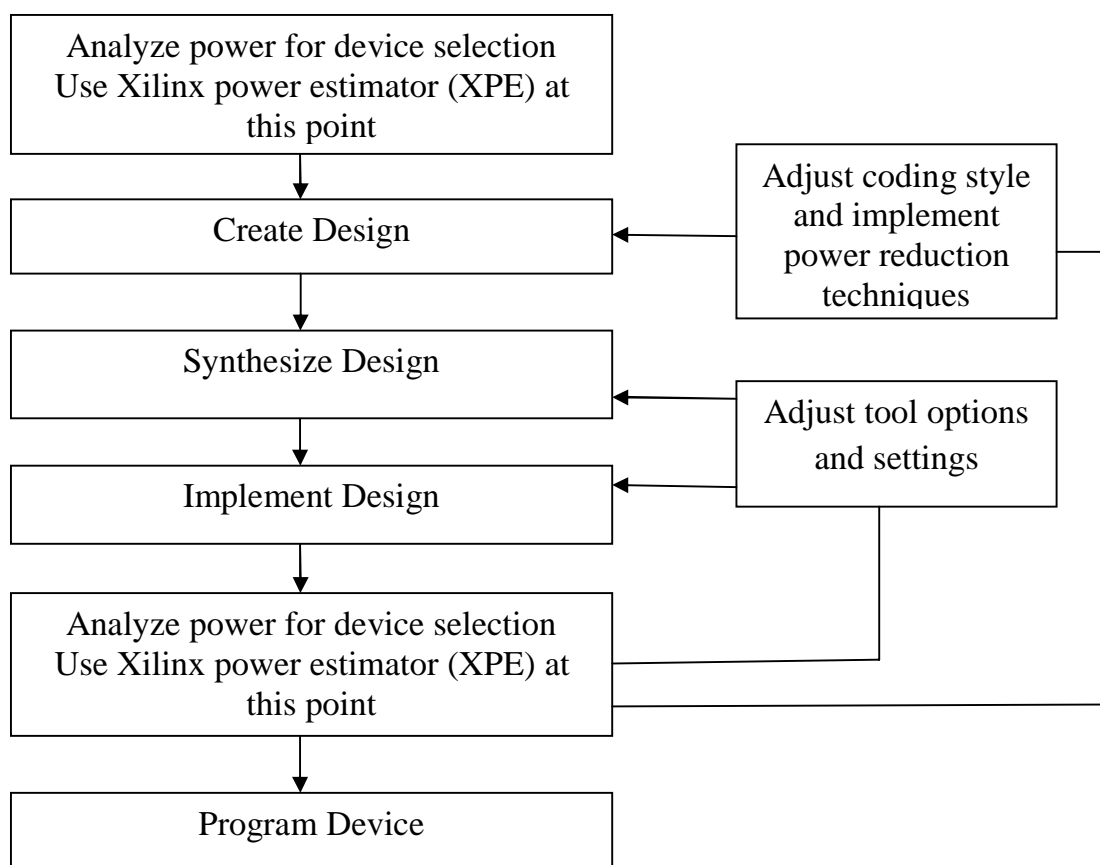 Analyze power for device selection
Use Xilinx power estimator (XPE) at
this point
Adjust coding style
and implement
power reduction
techniques
Create Design
Synthesize Design
Adjust tool options
and settings
Implement Design
Analyze power for device selection
Use Xilinx power estimator (XPE) at
this point
Program Device